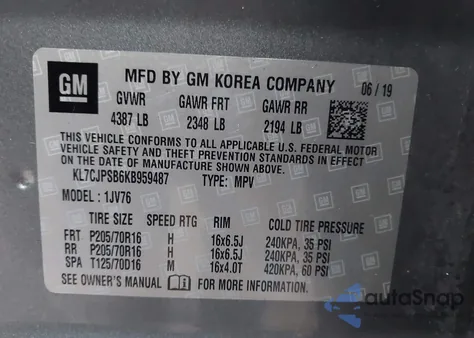 GM
MFD BY GM KOREA COMPANY 06 / 19
GVWR GAWR FRT GAWR RR
4387 LB 2348 LB 2194 LB
THIS VEHICLE CONFORMS TO ALL APPLICABLE U.S. FEDERAL MOTOR
VEHICLE SAFETY AND THEFT PREVENTION STANDARDS IN EFFECT
ON THE DATE OF MANUFACTURE SHOWN ABOVE.
KL7CJPSB6KB959487 TYPE: MPV
MODEL : 1JV76
TIRE SIZE SPEED RTG RIM COLD TIRE PRESSURE
FRT P205/70R16 H 16x6.5J 240KPA, 35 PSI
RR P205/70R16 H 16x6.5J 240KPA, 35 PSI
SPA T125/70D16 M 16x4.0T 420KPA, 60 PSI
SEE OWNER'S MANUAL FOR MORE INFORMATION
autoSnap